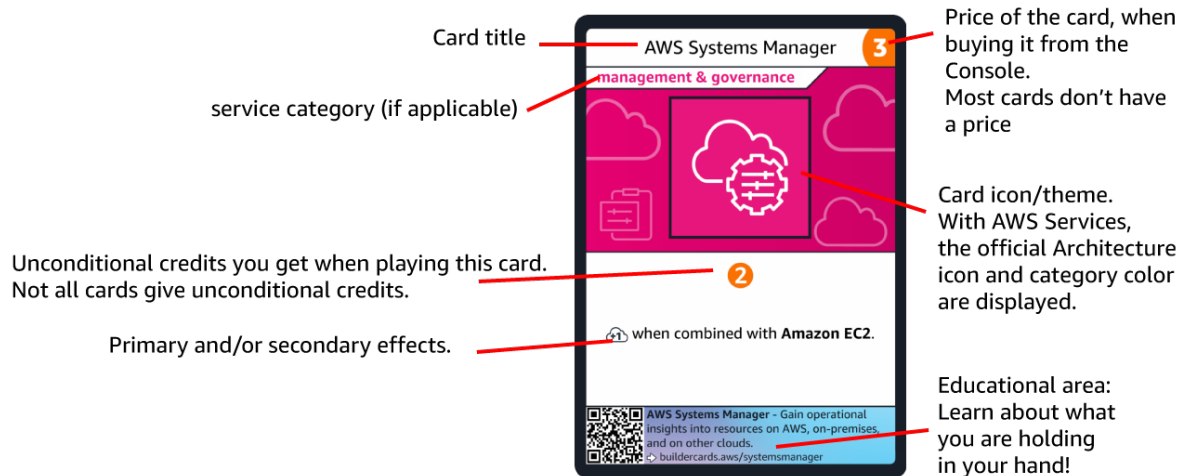 Card title
service category (if applicable)
Unconditional credits you get when playing this card.
Not all cards give unconditional credits.
Primary and/or secondary effects.
AWS Systems Manager
3
management & governance
2
+1 when combined with Amazon EC2.
AWS Systems Manager - Gain operational
insights into resources on AWS, on-premises,
and on other clouds.
buildercards.aws/systemsmanager
Price of the card, when
buying it from the
Console.
Most cards don’t have
a price
Card icon/theme.
With AWS Services,
the official Architecture
icon and category color
are displayed.
Educational area:
Learn about what
you are holding
in your hand!